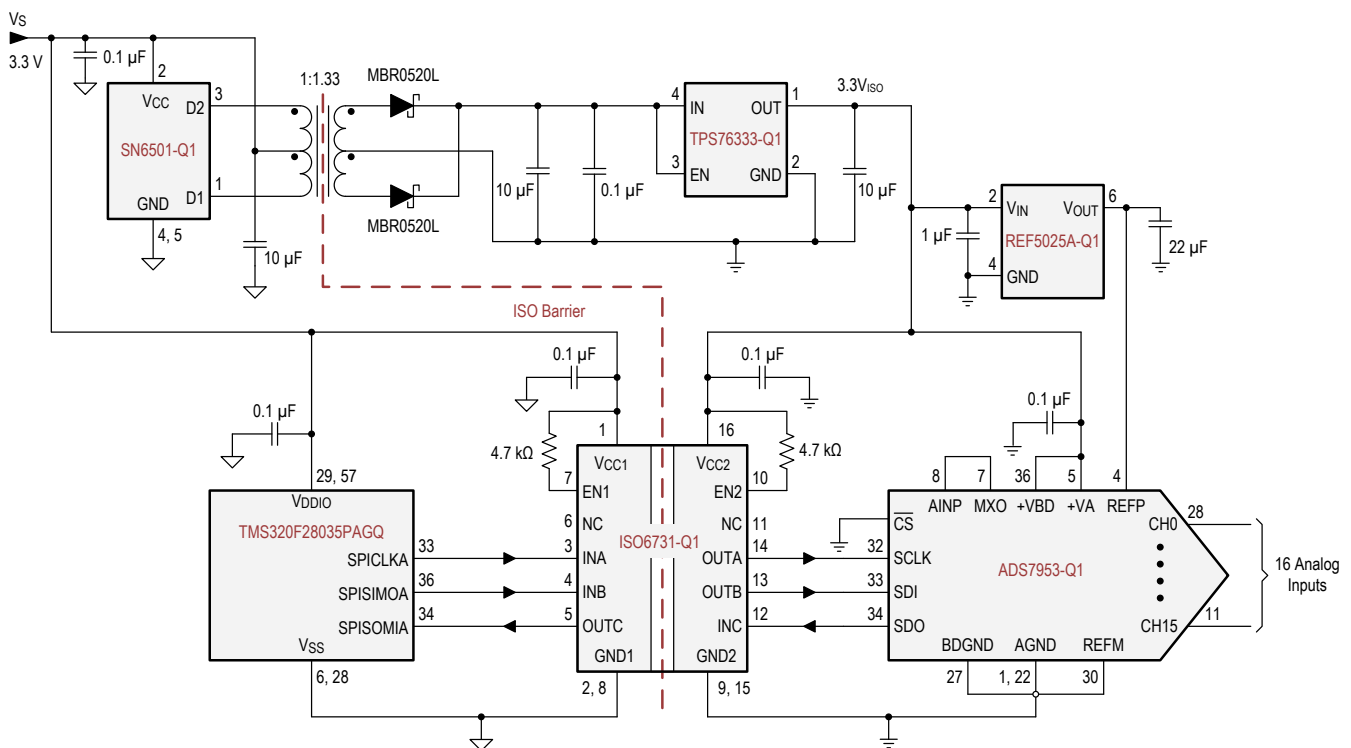 VS
3.3 V
0.1 µF
2
VCC
D2
3
SN6501-Q1
D1
1
GND
4, 5
10 µF
1:1.33
MBR0520L
MBR0520L
10 µF
0.1 µF
4
IN
OUT
1
TPS76333-Q1
3
EN
GND
2
3.3VISO
10 µF
2
VIN
VOUT
6
1 µF
REF5025A-Q1
22 µF
4
GND
ISO Barrier
0.1 µF
0.1 µF
0.1 µF
0.1 µF
4.7 kΩ
4.7 kΩ
29, 57
VDDIO
TMS320F28035PAGQ
SPICLKA
33
SPISIMOA
36
SPISOMIA
34
VSS
6, 28
1
VCC1
7
EN1
6
NC
3
INA
4
INB
5
OUTC
GND1
2, 8
ISO6731-Q1
16
VCC2
EN2
10
NC
11
OUTA
14
OUTB
13
INC
12
GND2
9, 15
8
7
36
5
4
AINP
MXO
+VBD
+VA
REFP
CS
32
SCLK
33
SDI
34
SDO
ADS7953-Q1
CH0
28
CH15
11
16 Analog
Inputs
BDGND
AGND
REFM
27
1, 22
30